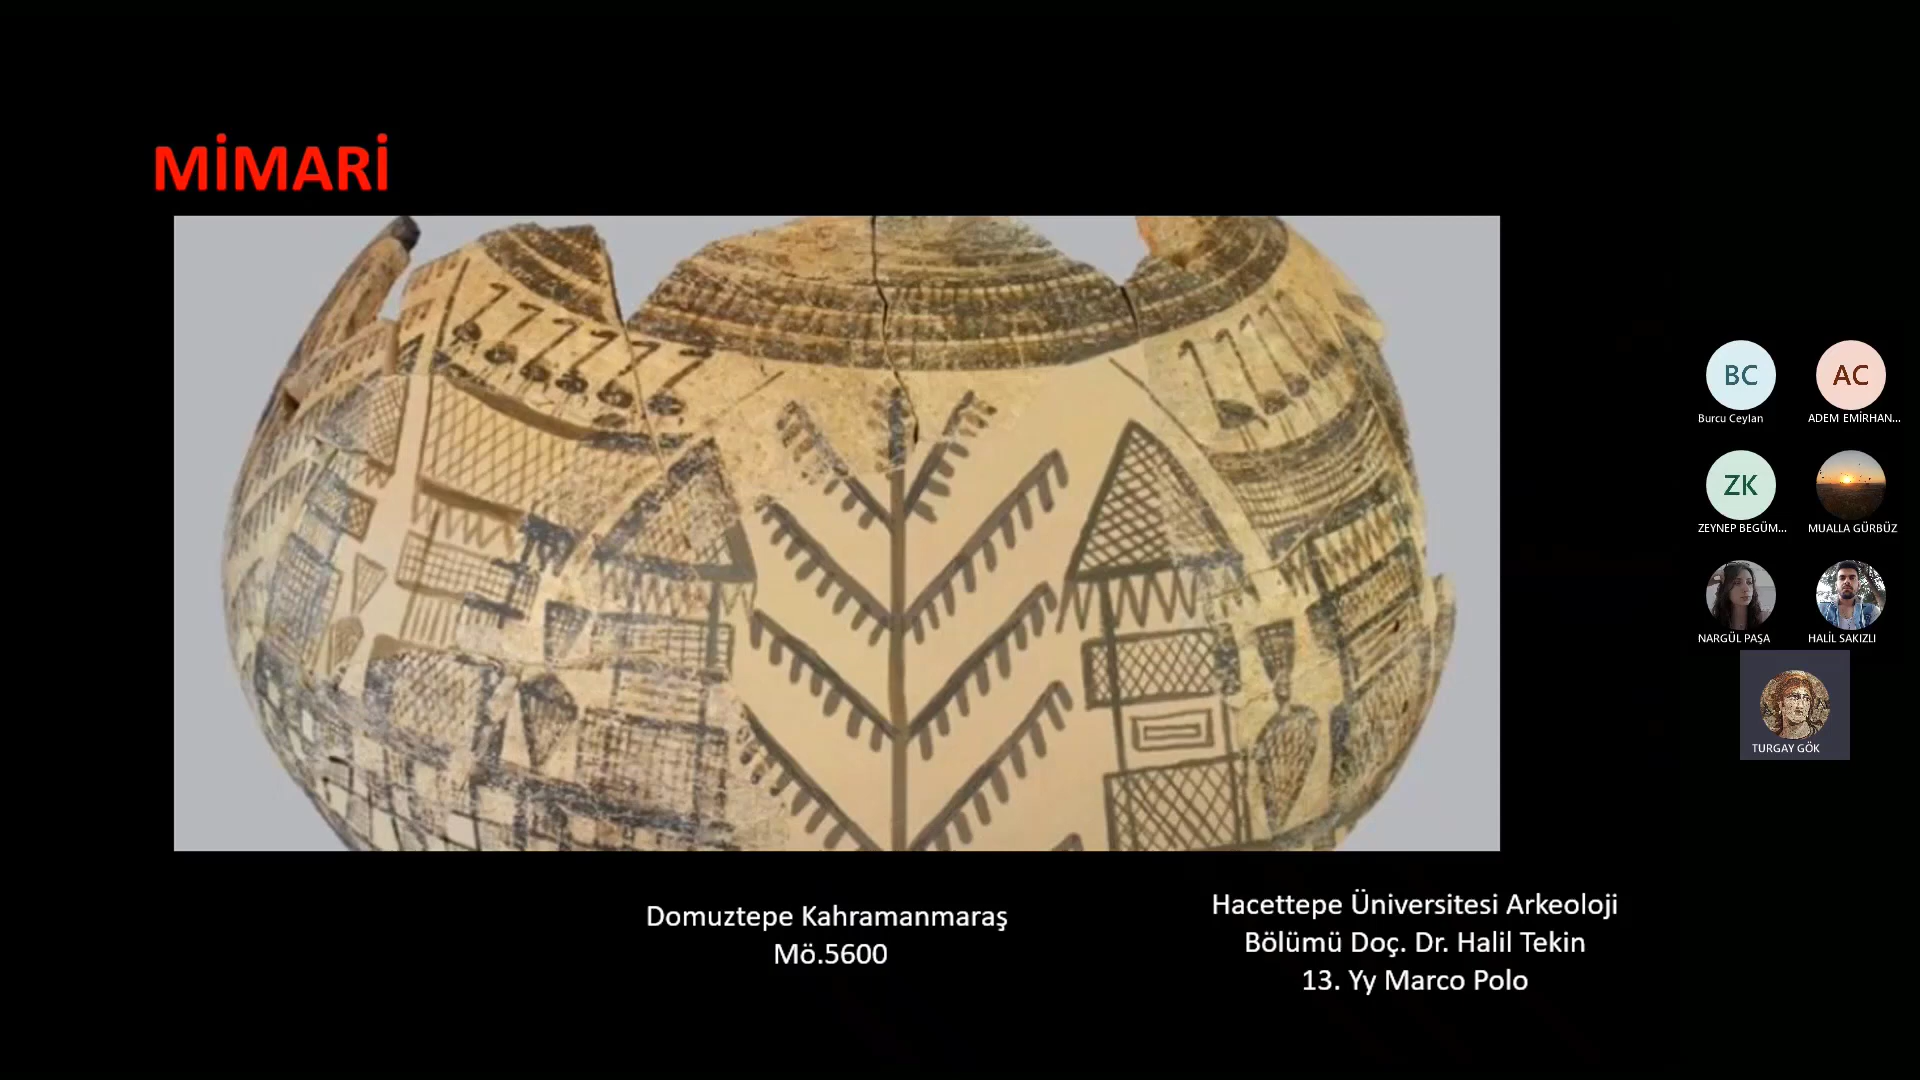 MİMARİ
Domuztepe Kahramanmaraş
Mö.5600
Hacettepe Üniversitesi Arkeoloji
Bölümü Doç. Dr. Halil Tekin
13. Yy Marco Polo
BC
Burcu Ceylan
AC
ADEM EMİRHAN...
ZK
ZEYNEP BEGÜM...
MUALLA GÜRBÜZ
NARGÜL PAŞA
HALİL SAKIZLI
TURGAY GÖK